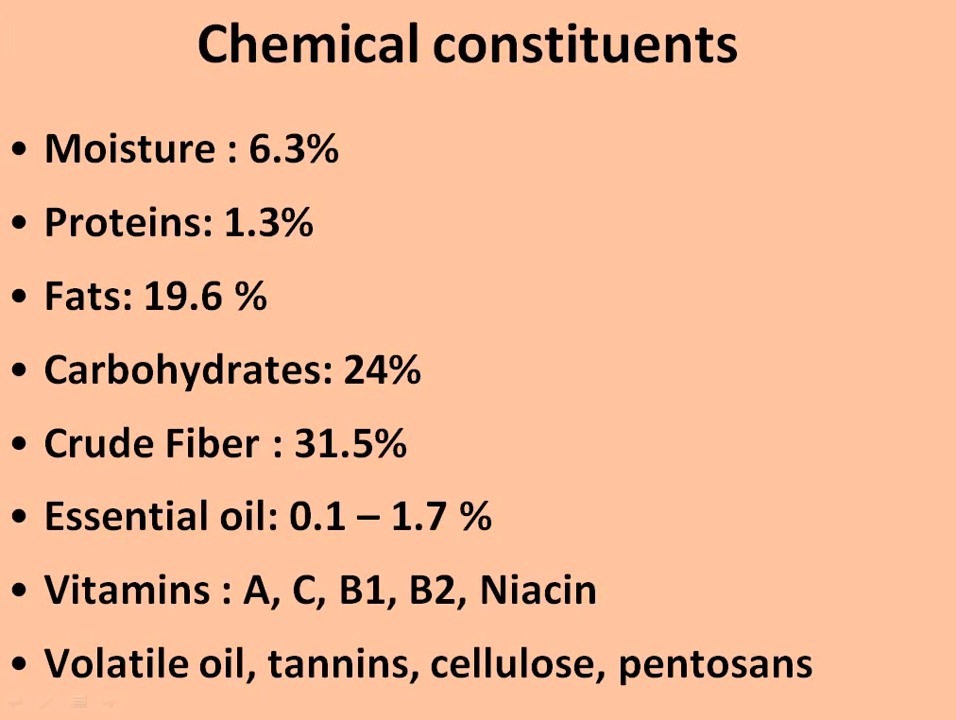 Chemical constituents
• Moisture : 6.3%
• Proteins: 1.3%
• Fats: 19.6 %
• Carbohydrates: 24%
• Crude Fiber : 31.5%
• Essential oil: 0.1 – 1.7 %
• Vitamins : A, C, B1, B2, Niacin
• Volatile oil, tannins, cellulose, pentosans